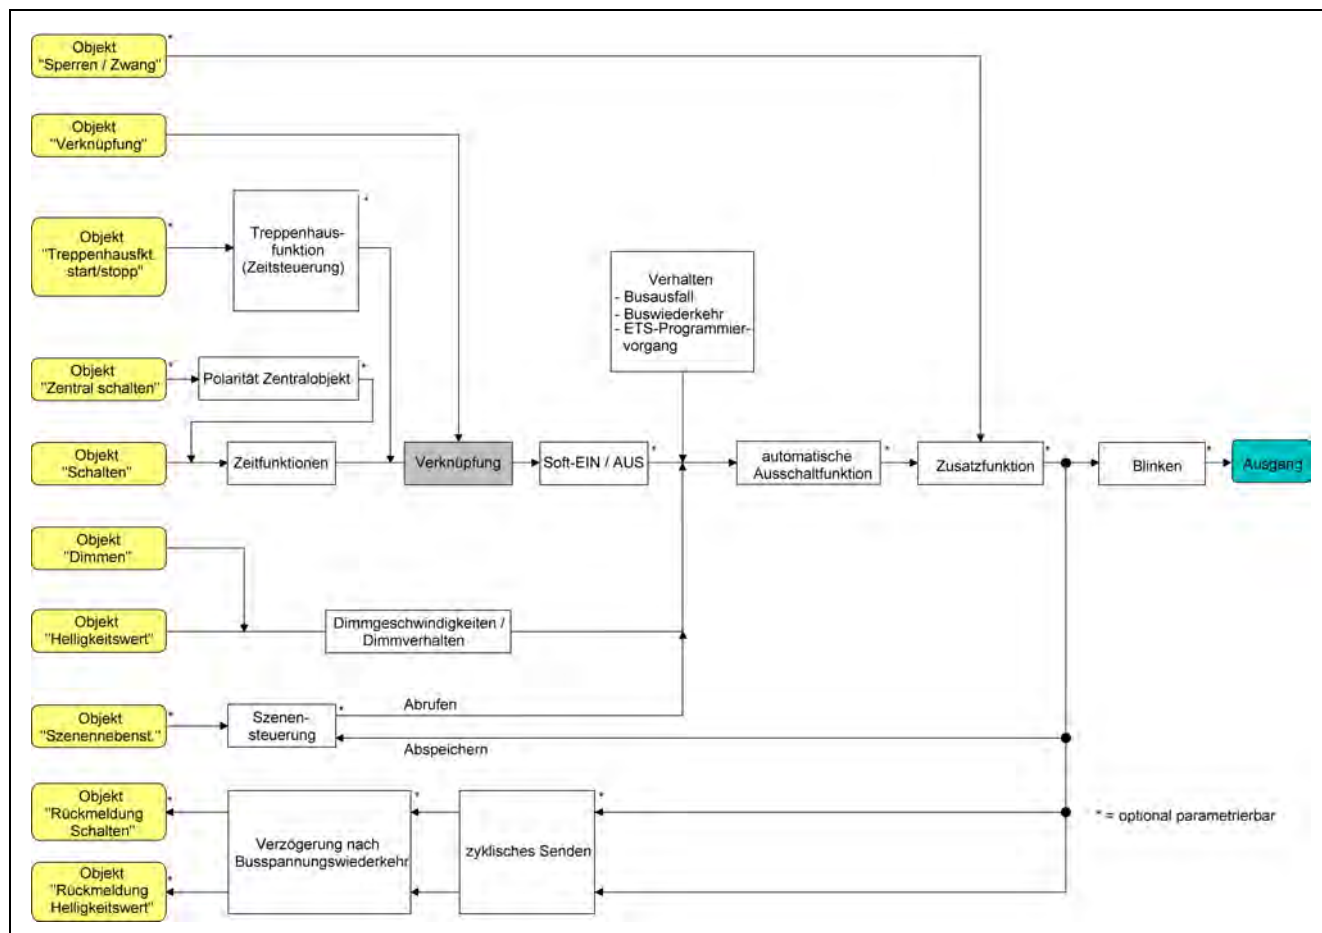 Objekt
"Sperren / Zwang"
*
*
Objekt
"Verknüpfung"
Objekt
"Treppenhausfkt.
start/stopp"
*
Treppenhaus-
funktion
(Zeitsteuerung)
*
Verhalten
- Busausfall
- Buswiederkehr
- ETS-Programmier-
vorgang
Objekt
"Zentral schalten"
*
Polarität Zentralobjekt
*
Objekt
"Schalten"
Zeitfunktionen
Verknüpfung
Soft-EIN / AUS
*
automatische
Ausschaltfunktion
*
Zusatzfunktion
*
Blinken
*
Ausgang
Objekt
"Dimmen"
Objekt
"Helligkeitswert"
Dimmgeschwindigkeiten /
Dimmverhalten
Objekt
"Szenennebenst."
*
Szenen-
steuerung
*
Abrufen
Abspeichern
Objekt
"Rückmeldung
Schalten"
*
Verzögerung nach
Busspannungswiederkehr
*
zyklisches Senden
*
* = optional parametrierbar
Objekt
"Rückmeldung
Helligkeitswert"
*